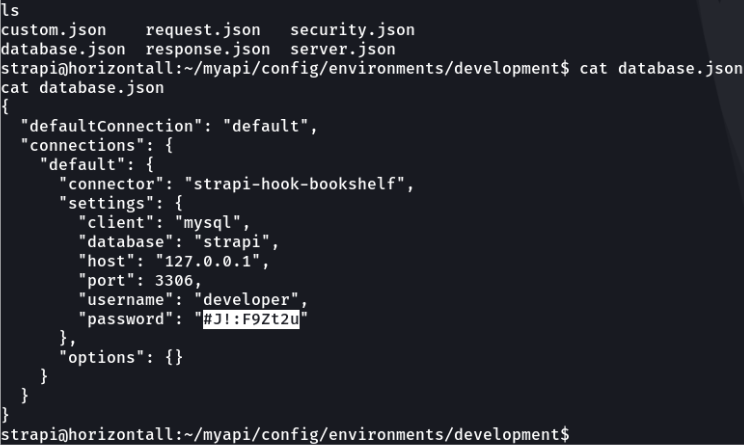 ls
custom.json    request.json   security.json
database.json  response.json  server.json
strapi@horizontall:~/myapi/config/environments/development$ cat database.json
cat database.json
{
  "defaultConnection": "default",
  "connections": {
    "default": {
      "connector": "strapi-hook-bookshelf",
      "settings": {
        "client": "mysql",
        "database": "strapi",
        "host": "127.0.0.1",
        "port": 3306,
        "username": "developer",
        "password": "#J!:F9Zt2u"
      },
      "options": {}
    }
  }
}
strapi@horizontall:~/myapi/config/environments/development$